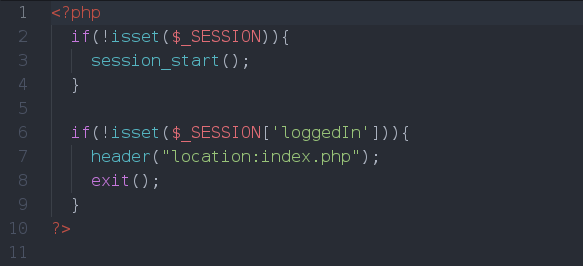 1 <?php
2   if(!isset($_SESSION)){
3     session_start();
4   }
5
6   if(!isset($_SESSION['loggedIn'])){
7     header("location:index.php");
8     exit();
9   }
10 ?>
11